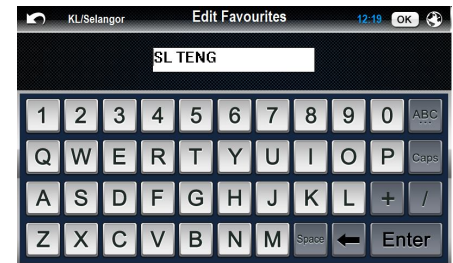 KL/Selangor Edit Favourites 12:19 OK
SL TENG
1 2 3 4 5 6 7 8 9 0 ABC...
Q W E R T Y U I O P Caps
A S D F G H J K L + /
Z X C V B N M Space Enter